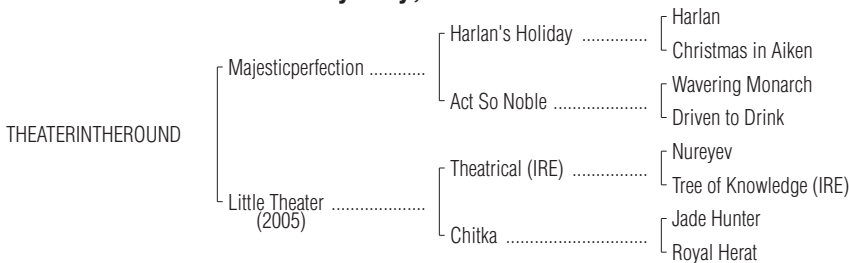 Harlan
Harlan's Holiday ..............
Christmas in Aiken
Majesticperfection ............
Wavering Monarch
Act So Noble ....................
Driven to Drink
THEATERINTHEROUND
Nureyev
Theatrical (IRE) ................
Tree of Knowledge (IRE)
Little Theater ....................
(2005)
Jade Hunter
Chitka ..............................
Royal Herat